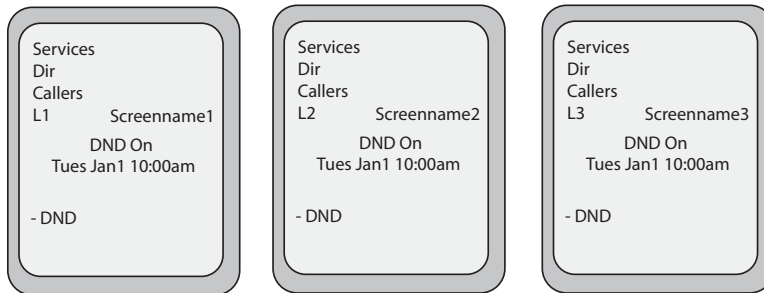 Services
Dir
Callers
L1 Screenname1
DND On
Tues Jan1 10:00am
- DND
Services
Dir
Callers
L2 Screenname2
DND On
Tues Jan1 10:00am
- DND
Services
Dir
Callers
L3 Screenname3
DND On
Tues Jan1 10:00am
- DND